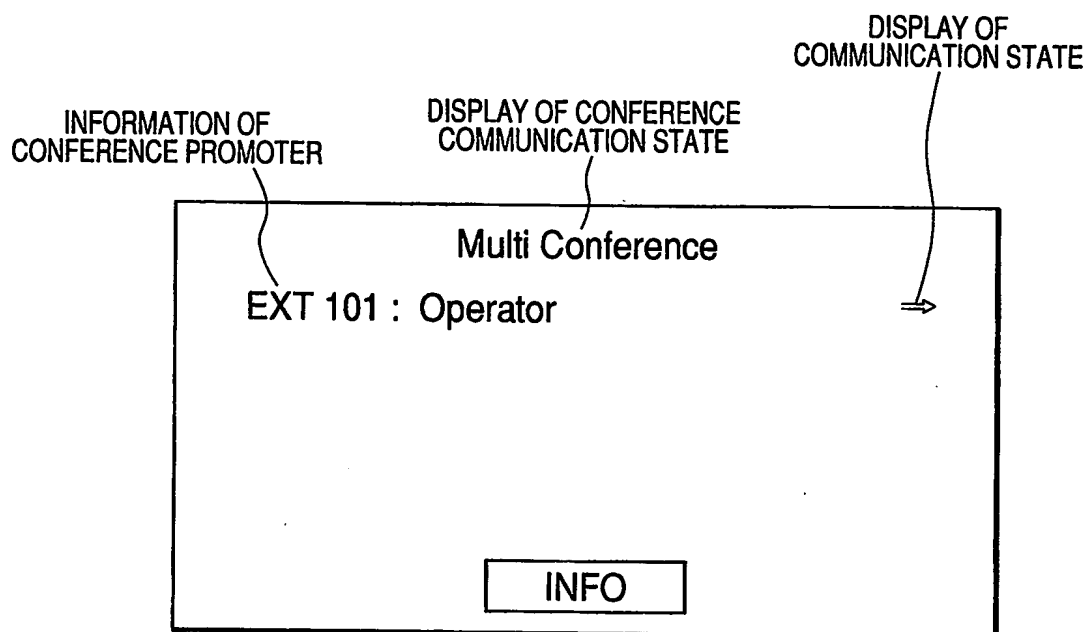 DISPLAY OF
COMMUNICATION STATE
DISPLAY OF CONFERENCE
COMMUNICATION STATE
INFORMATION OF
CONFERENCE PROMOTER
Multi Conference
EXT 101 : Operator ⇒
INFO